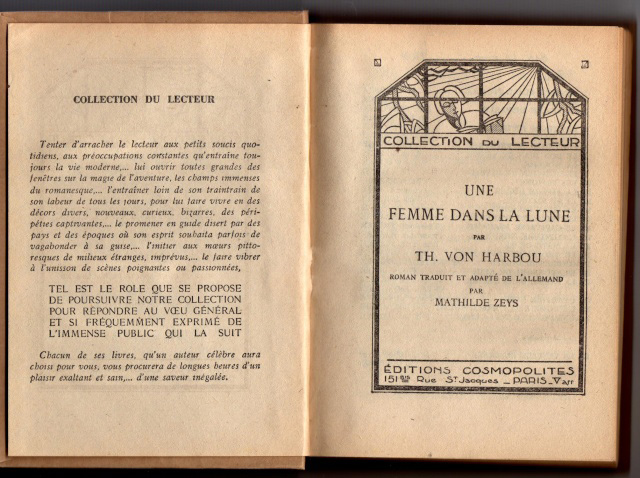 COLLECTION DU LECTEUR
Tenter d'arracher le lecteur aux petits soucis quo-
tidiens, aux préoccupations constantes qu'entraîne tou-
jours la vie moderne,... lui ouvrir toutes grandes des
fenêtres sur la magie de l'aventure, les champs immenses
du romanesque,... l'entraîner loin de son traintrain de
son labeur de tous les jours, pour lui faire vivre en des
décors divers, nouveaux, curieux, bizarres, des péri-
péties captivantes,... le promener en guide disert par des
pays et des époques où son esprit souhaita parfois de
vagabonder à sa guise,... l'initier aux mœurs pitto-
resques de milieux étranges, imprévus,... le faire vibrer
à l'unisson de scènes poignantes ou passionnées,
TEL EST LE ROLE QUE SE PROPOSE
DE POURSUIVRE NOTRE COLLECTION
POUR RÉPONDRE AU VŒU GÉNÉRAL
ET SI FRÉQUEMMENT EXPRIMÉ DE
L'IMMENSE PUBLIC QUI LA SUIT
Chacun de ses livres, qu'un auteur célèbre aura
choisi pour vous, vous procurera de longues heures d'un
plaisir exaltant et sain,... d'une saveur inégalée.
COLLECTION DU LECTEUR
UNE
FEMME DANS LA LUNE
PAR
TH. VON HARBOU
ROMAN TRADUIT ET ADAPTÉ DE L'ALLEMAND
PAR
MATHILDE ZEYS
ÉDITIONS COSMOPOLITES
151 BIS Rue St Jacques _ PARIS _ V arr